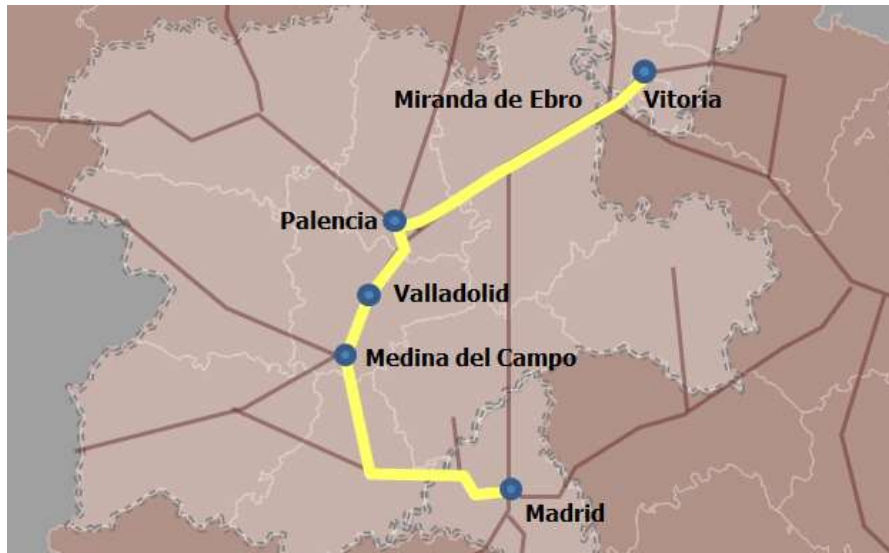 Miranda de Ebro
Vitoria
Palencia
Valladolid
Medina del Campo
Madrid